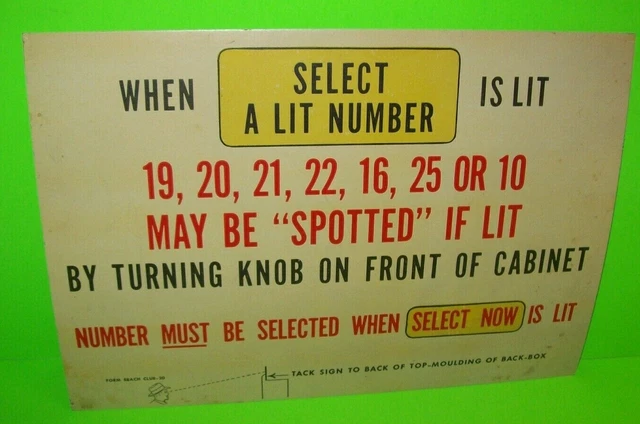 WHEN SELECT A LIT NUMBER IS LIT
19, 20, 21, 22, 16, 25 OR 10
MAY BE "SPOTTED" IF LIT
BY TURNING KNOB ON FRONT OF CABINET
NUMBER MUST BE SELECTED WHEN SELECT NOW IS LIT
TACK SIGN TO BACK OF TOP-MOULDING OF BACK-BOX